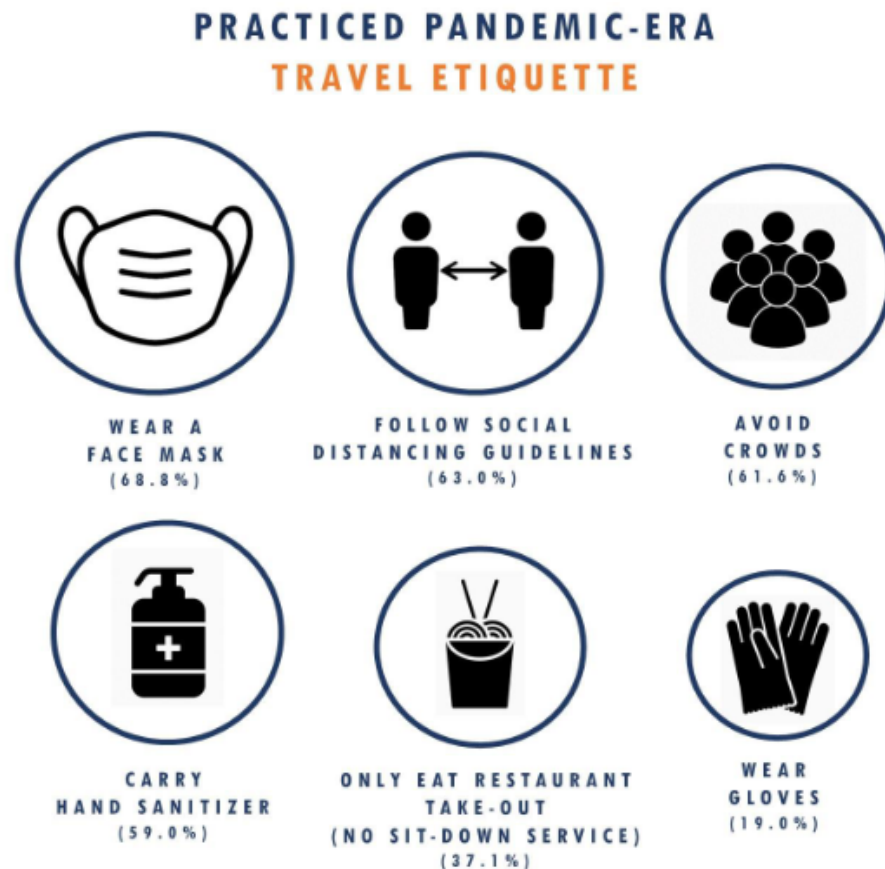 PRACTICED PANDEMIC-ERA
TRAVEL ETIQUETTE
WEAR A
FACE MASK
(68.8%)
FOLLOW SOCIAL
DISTANCING GUIDELINES
(63.0%)
AVOID
CROWDS
(61.6%)
CARRY
HAND SANITIZER
(59.0%)
ONLY EAT RESTAURANT
TAKE-OUT
(NO SIT-DOWN SERVICE)
(37.1%)
WEAR
GLOVES
(19.0%)